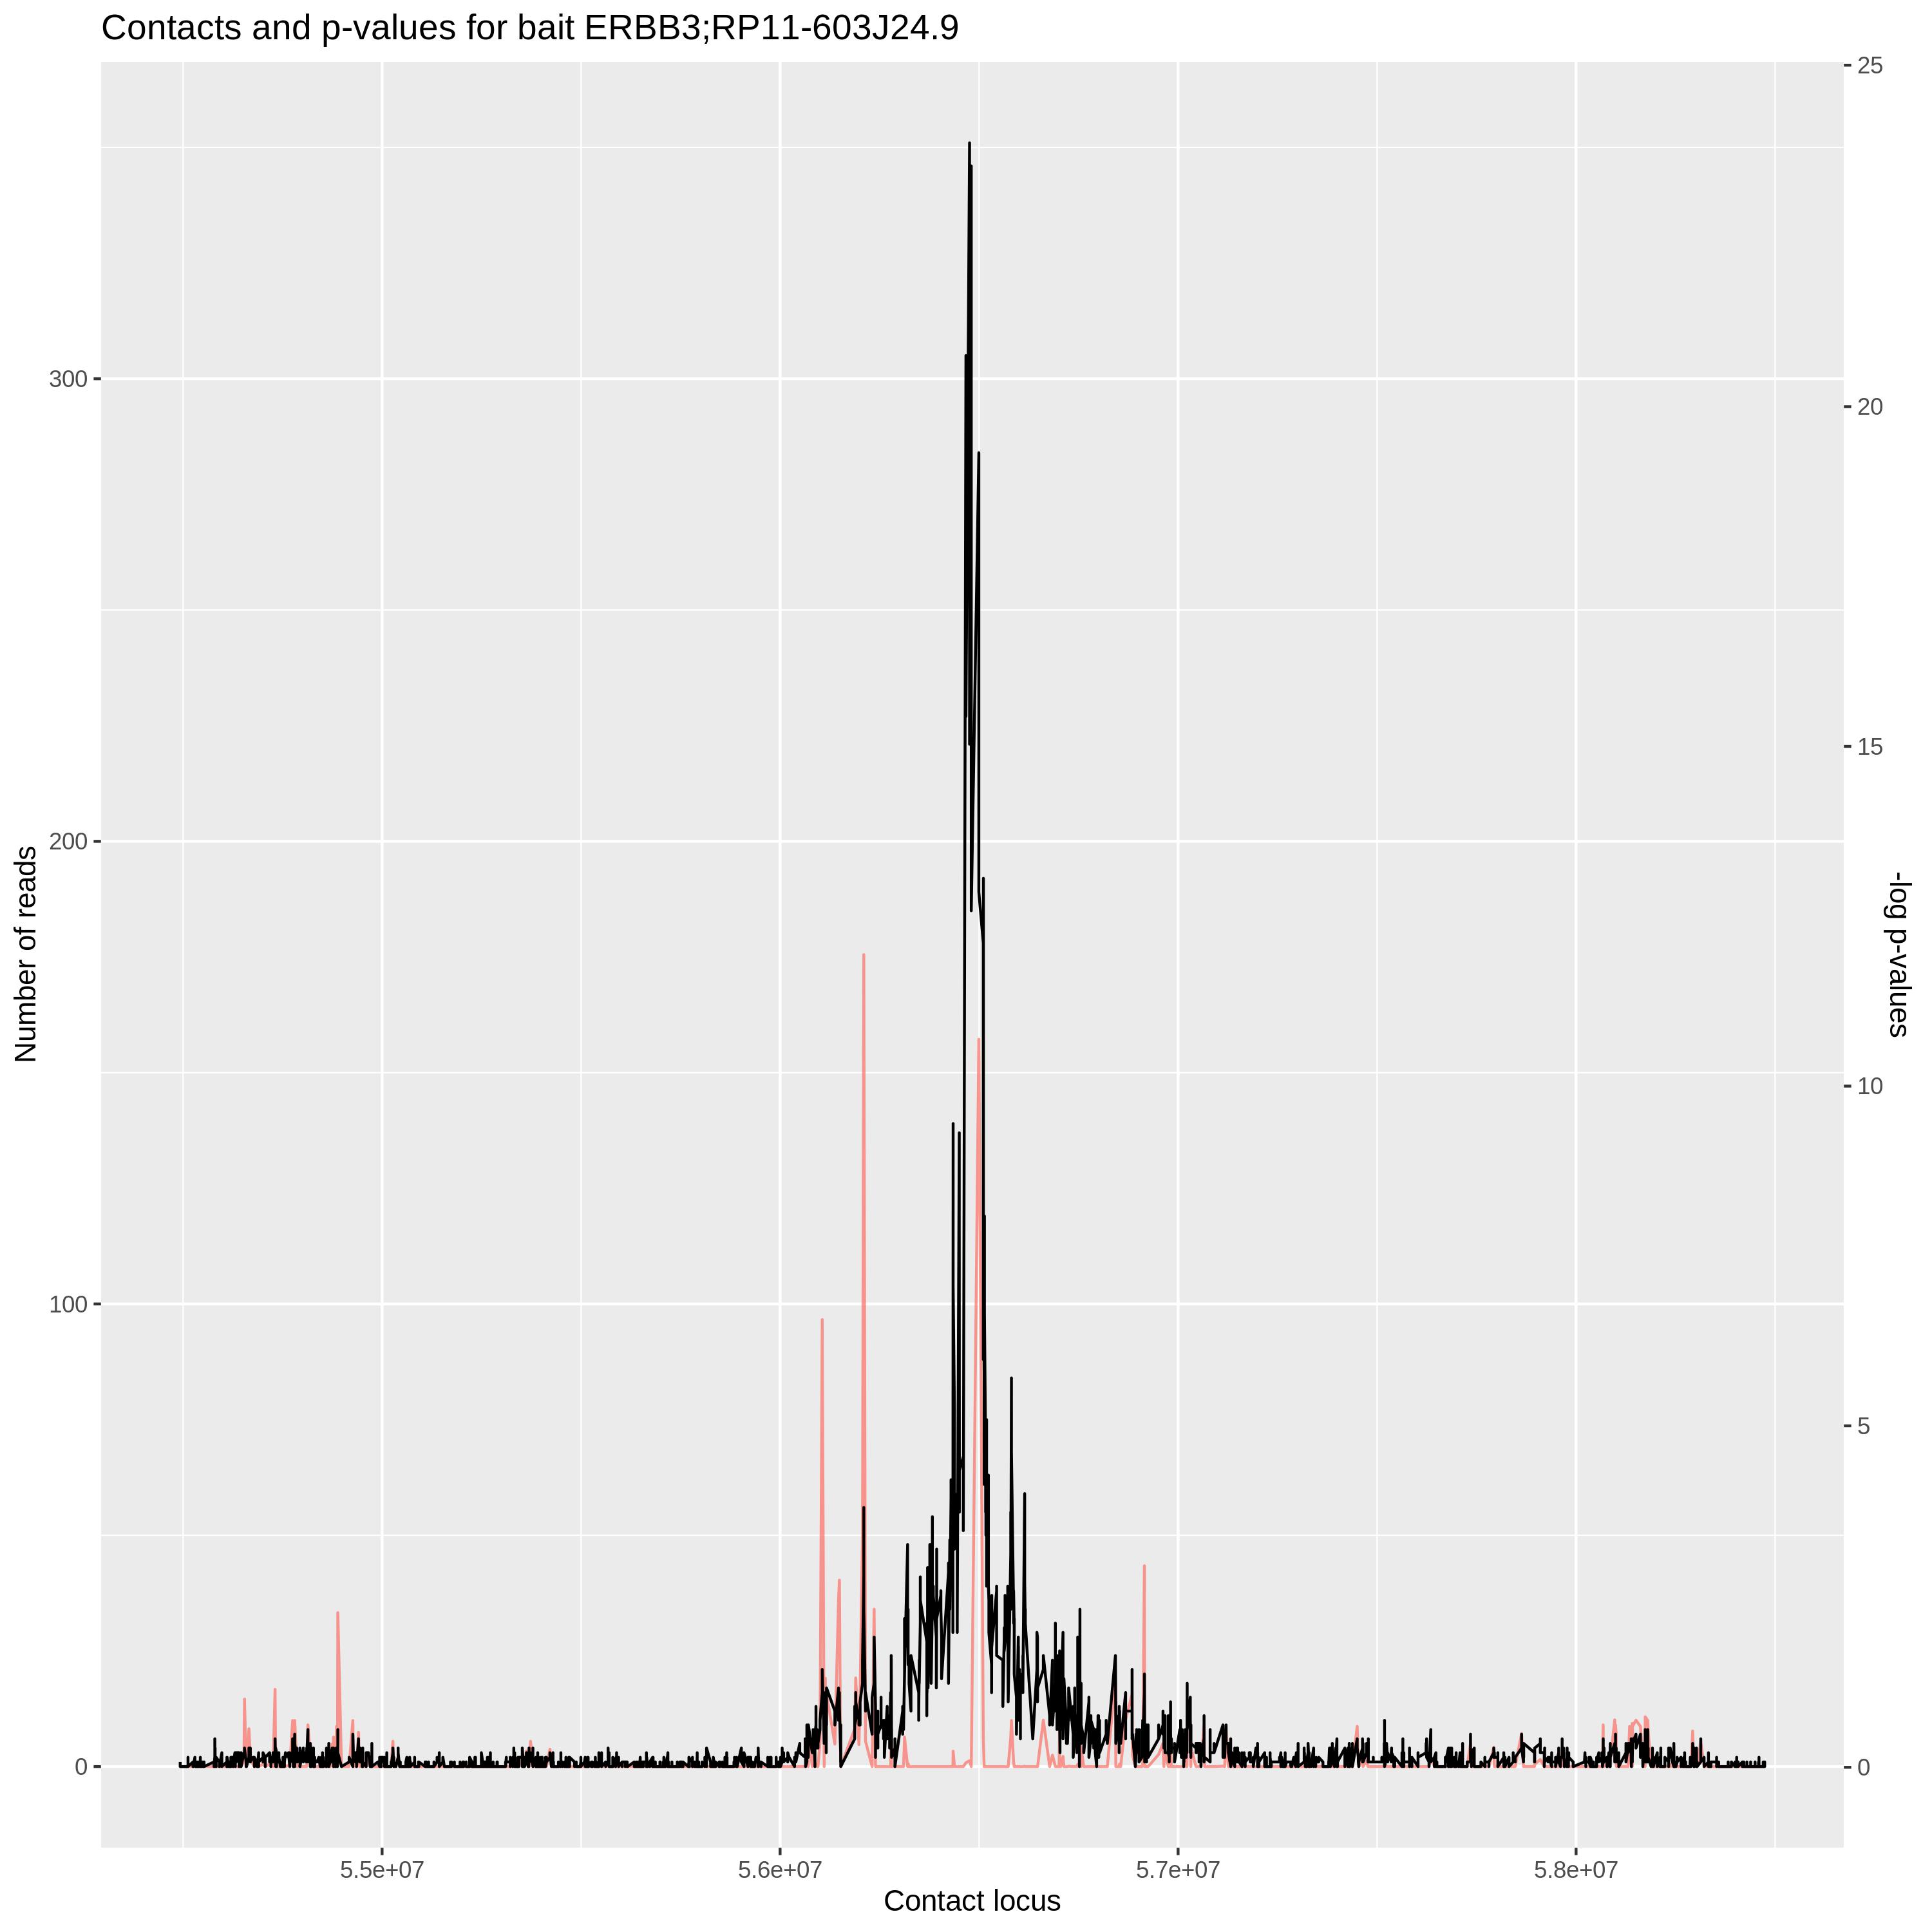 Contacts and p-values for bait ERBB3;RP11-603J24.9
Number of reads
300
200
100
0
25
20
15
10
5
0
-log p-values
5.5e+07
5.6e+07
5.7e+07
5.8e+07
Contact locus